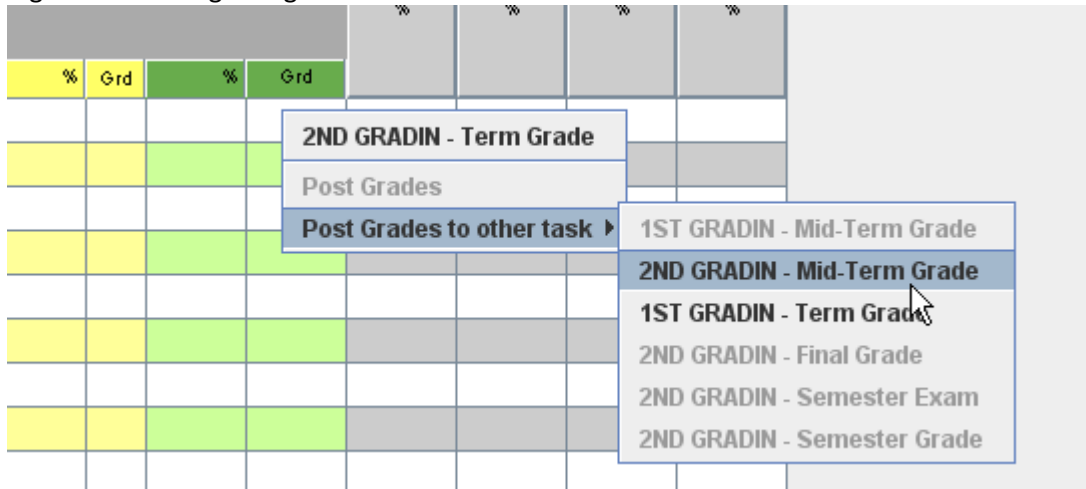 % % % %
% Grd % Grd
2ND GRADIN - Term Grade
Post Grades
Post Grades to other task
1ST GRADIN - Mid-Term Grade
2ND GRADIN - Mid-Term Grade
1ST GRADIN - Term Grade
2ND GRADIN - Final Grade
2ND GRADIN - Semester Exam
2ND GRADIN - Semester Grade